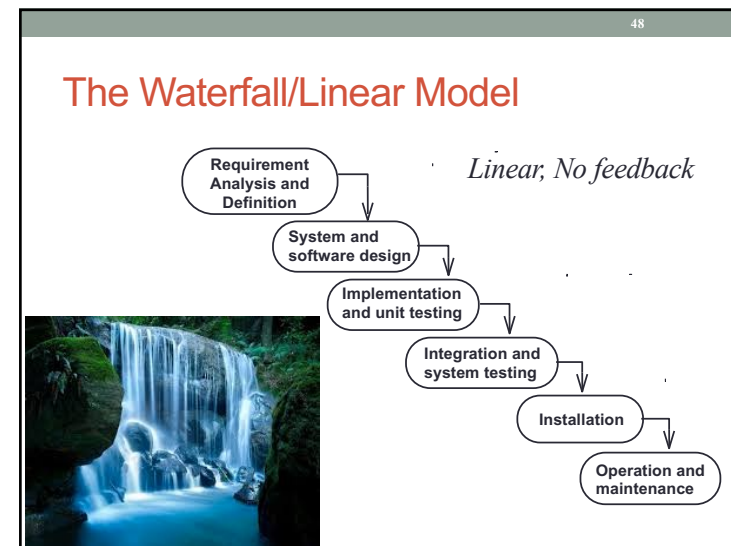 48
The Waterfall/Linear Model
Linear, No feedback
Requirement
Analysis and
Definition
System and
software design
Implementation
and unit testing
Integration and
system testing
Installation
Operation and
maintenance